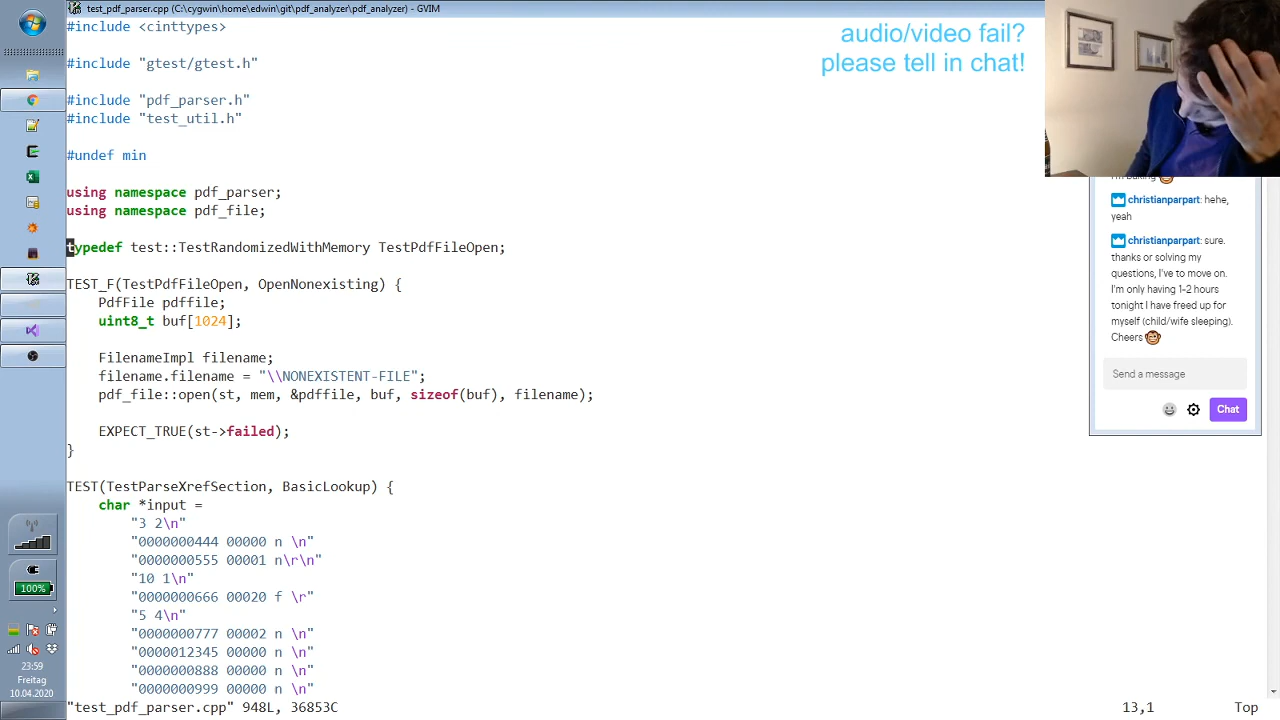 test_pdf_parser.cpp (C:\cygwin\home\edwin\git\pdf_analyzer\pdf_analyzer) - GVIM
#include <cinttypes>
#include "gtest/gtest.h"
#include "pdf_parser.h"
#include "test_util.h"
#undef min
using namespace pdf_parser;
using namespace pdf_file;
typedef test::TestRandomizedWithMemory TestPdfFileOpen;
TEST_F(TestPdfFileOpen, OpenNonexisting) {
PdfFile pdffile;
uint8_t buf[1024];
FilenameImpl filename;
filename.filename = "\\NONEXISTENT-FILE";
pdf_file::open(st, mem, &pdffile, buf, sizeof(buf), filename);
EXPECT_TRUE(st->failed);
}
TEST(TestParseXrefSection, BasicLookup) {
char *input =
"3 2\n"
"0000000444 00000 n \n"
"0000000555 00001 n\r\n"
"10 1\n"
"0000000666 00020 f \r"
"5 4\n"
"0000000777 00002 n \n"
"0000012345 00000 n \n"
"0000000888 00000 n \n"
"0000000999 00000 n \n"
"test_pdf_parser.cpp" 948L, 36853C
13,1
Top
audio/video fail?
please tell in chat!
christianparpart: hehe,
yeah
christianparpart: sure.
thanks or solving my
questions, I've to move on.
I'm only having 1-2 hours
tonight I have freed up for
myself (child/wife sleeping).
Cheers
Send a message
Chat
100%
23:59
Freitag
10.04.2020